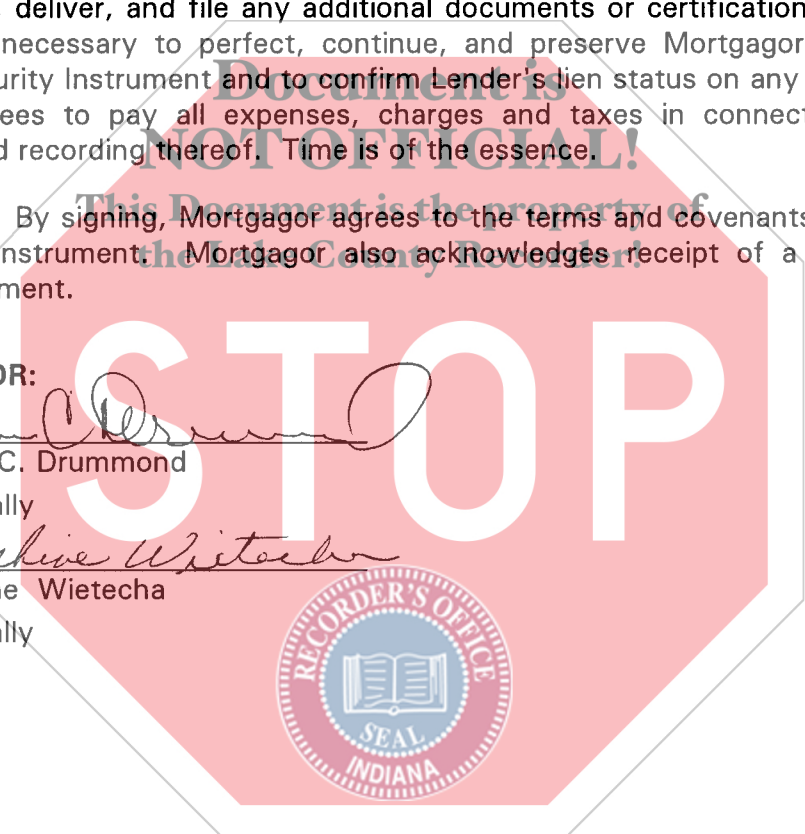 deliver, and file any additional documents or certification
necessary to perfect, continue, and preserve Mortgagor
urity Instrument and to confirm Lender's lien status on any
ees to pay all expenses, charges and taxes in connect
d recording thereof. Time is of the essence.
Document is
NOT OFFICIAL!
This Document is the property of
the Lake County Recorder!
By signing, Mortgagor agrees to the terms and covenants
nstrument. Mortgagor also acknowledges receipt of a
ment.
STOP
OR:
C. Drummond
lly
Wietecha
e Wietecha
lly
RECORDER'S OFFICE
SEAL
INDIANA